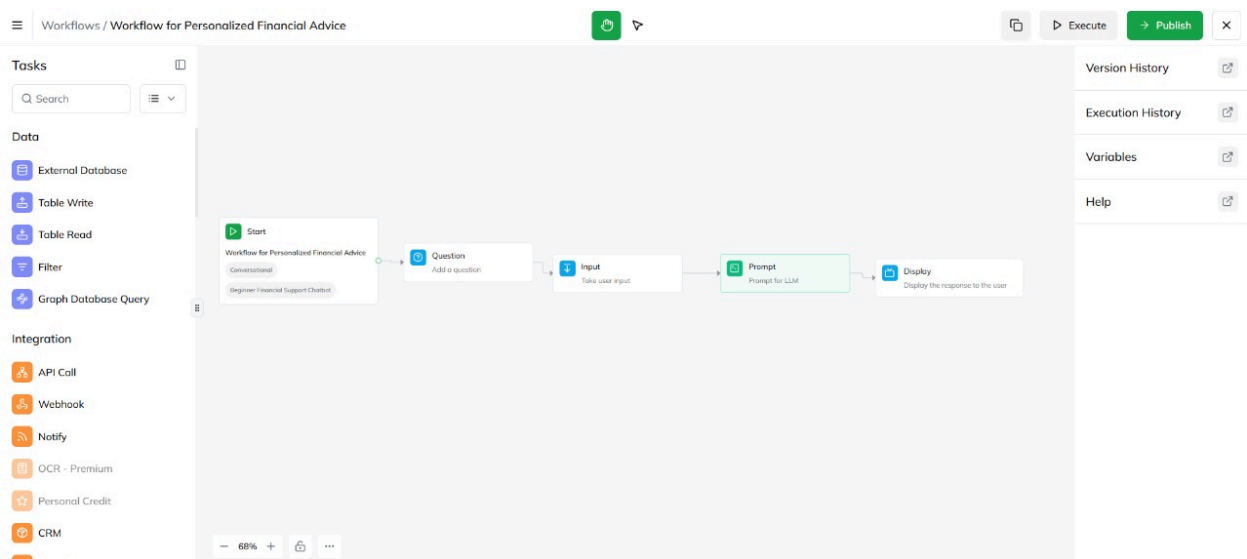 Workflows / Workflow for Personalized Financial Advice
Execute
Publish
Tasks
Search
Data
External Database
Table Write
Table Read
Filter
Graph Database Query
Integration
API Call
Webhook
Notify
OCR - Premium
Personal Credit
CRM
Start
Workflow for Personalized Financial Advice
Conversational
Beginner Financial Support Chatbot
Question
Add a question
Input
Take user input
Prompt
Prompt for LLM
Display
Display the response to the user
68%
Version History
Execution History
Variables
Help